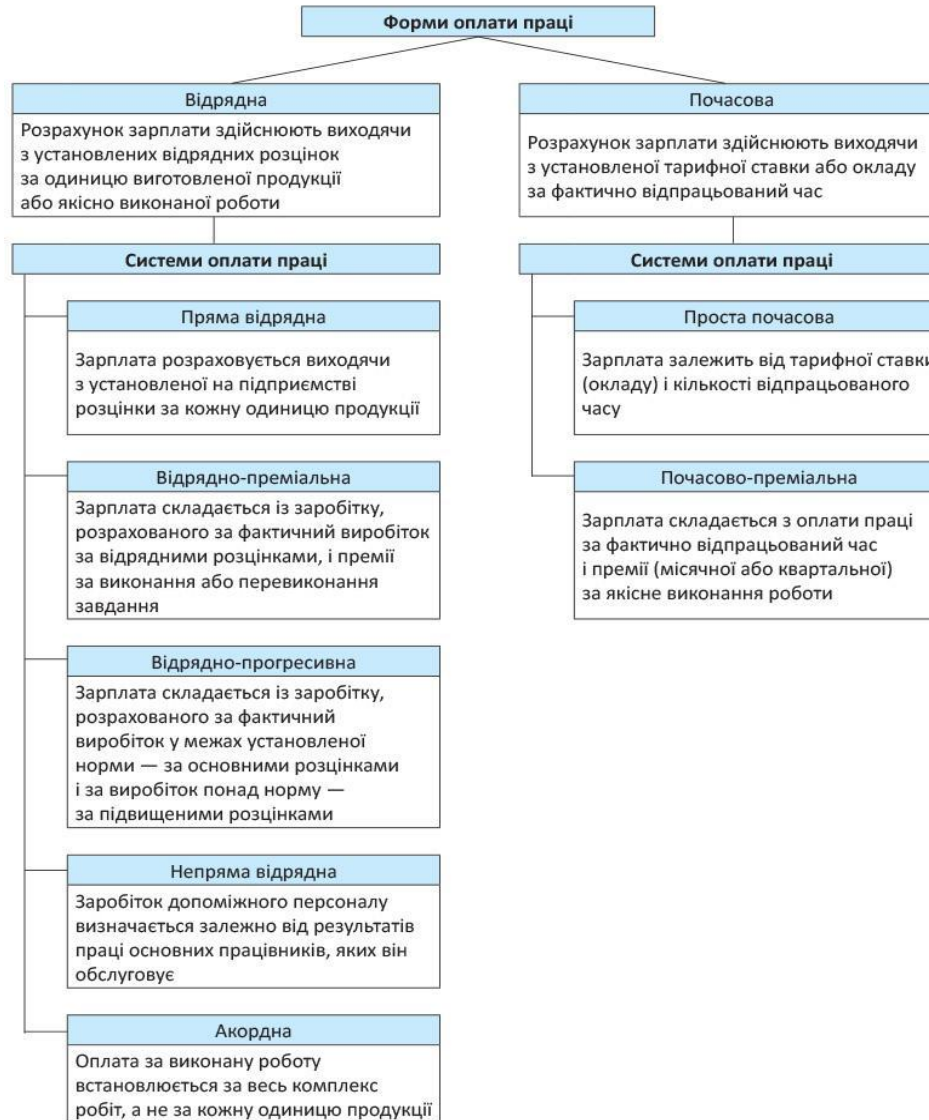 Форми оплати праці
Відрядна
Розрахунок зарплати здійснюють виходячи
з установлених відрядних розцінок
за одиницю виготовленої продукції
або якісно виконаної роботи
Системи оплати праці
Пряма відрядна
Зарплата розраховується виходячи
з установленої на підприємстві
розцінки за кожну одиницю продукції
Відрядно-преміальна
Зарплата складається із заробітку,
розрахованого за фактичний виробіток
за відрядними розцінками, і премії
за виконання або перевиконання
завдання
Відрядно-прогресивна
Зарплата складається із заробітку,
розрахованого за фактичний
виробіток у межах установленої
норми — за основними розцінками
і за виробіток понад норму —
за підвищеними розцінками
Непряма відрядна
Заробіток допоміжного персоналу
визначається залежно від результатів
праці основних працівників, яких він
обслуговує
Акордна
Оплата за виконану роботу
встановлюється за весь комплекс
робіт, а не за кожну одиницю продукції
Почасова
Розрахунок зарплати здійснюють виходячи
з установленої тарифної ставки або окладу
за фактично відпрацьований час
Системи оплати праці
Проста почасова
Зарплата залежить від тарифної ставки
(окладу) і кількості відпрацьованого
часу
Почасово-преміальна
Зарплата складається з оплати праці
за фактично відпрацьований час
і премії (місячної або квартальної)
за якісне виконання роботи